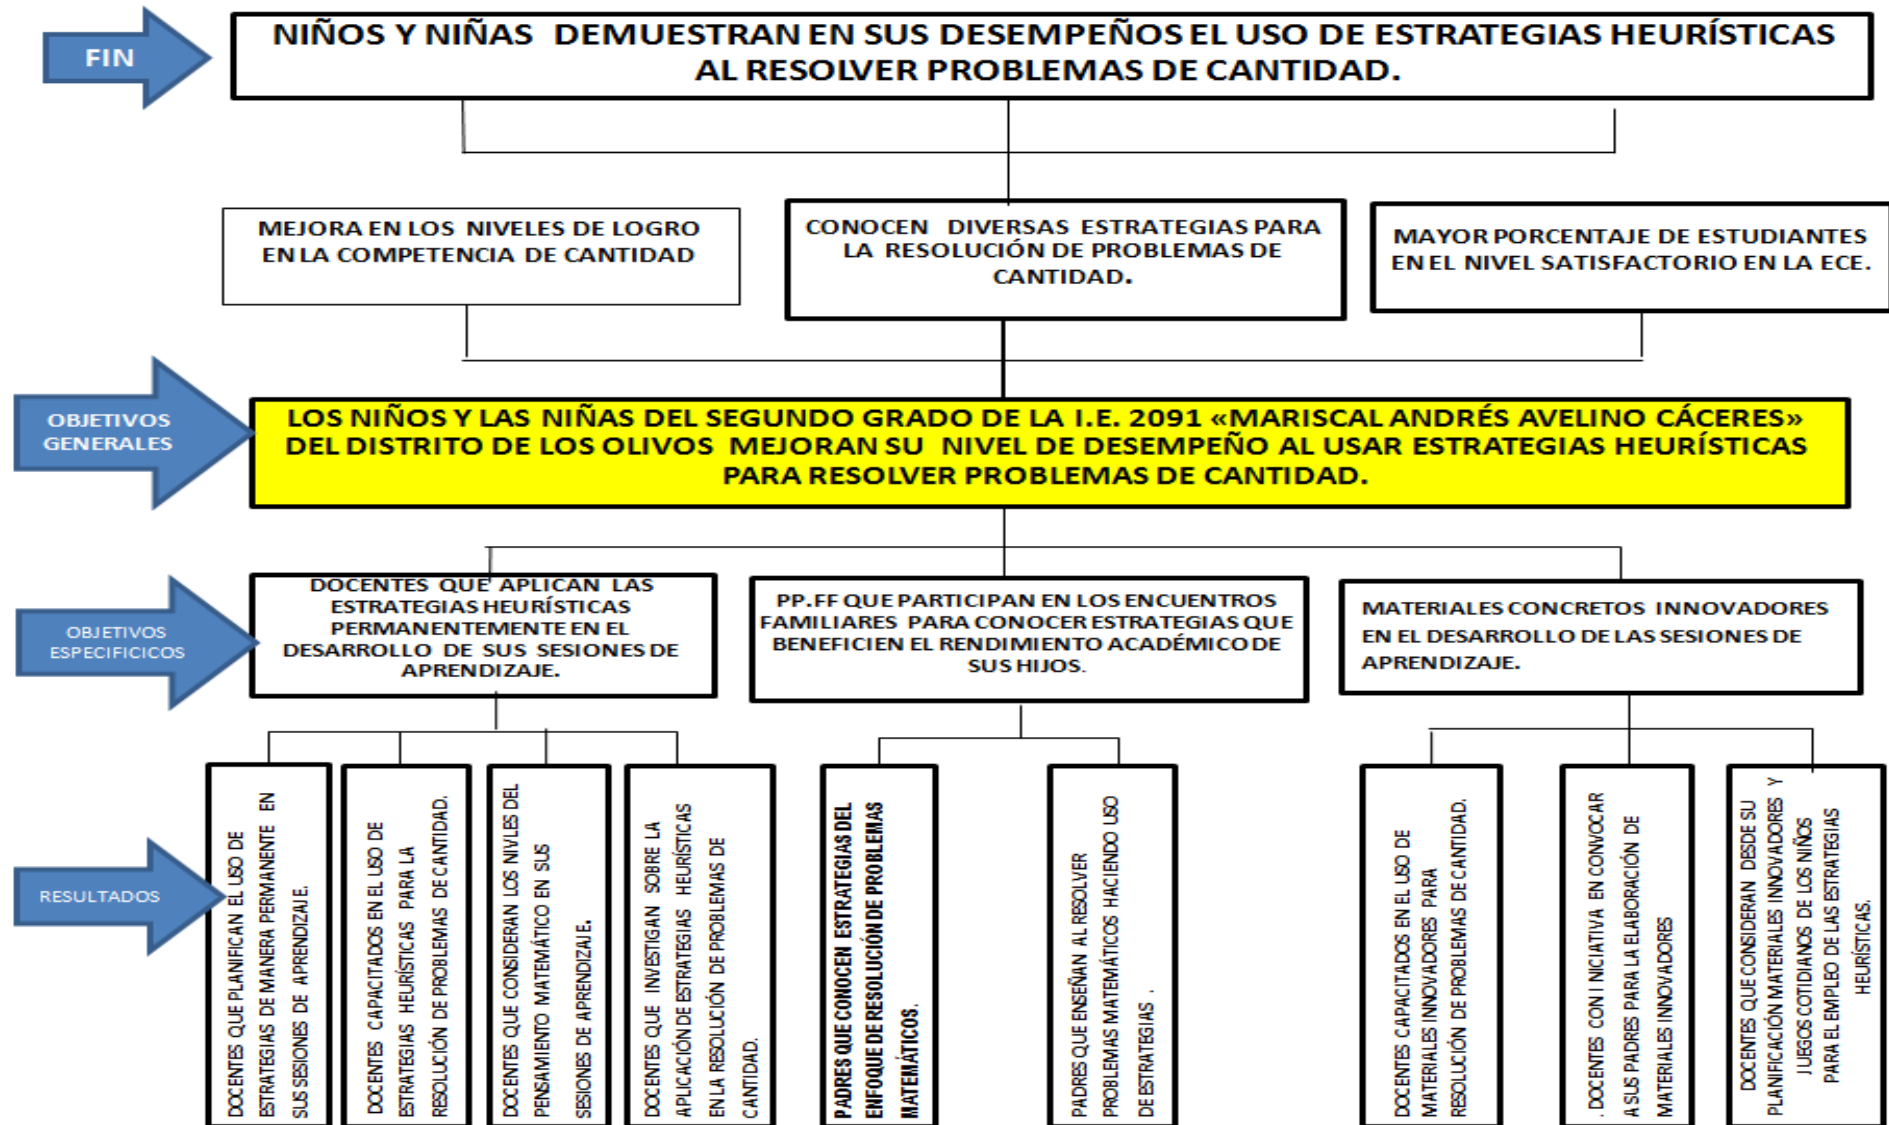 FIN
NIÑOS Y NIÑAS DEMUESTRAN EN SUS DESEMPEÑOS EL USO DE ESTRATEGIAS HEURÍSTICAS
AL RESOLVER PROBLEMAS DE CANTIDAD.
MEJORA EN LOS NIVELES DE LOGRO
EN LA COMPETENCIA DE CANTIDAD
CONOCEN DIVERSAS ESTRATEGIAS PARA
LA RESOLUCIÓN DE PROBLEMAS DE
CANTIDAD.
MAYOR PORCENTAJE DE ESTUDIANTES
EN EL NIVEL SATISFACTORIO EN LA ECE.
OBJETIVOS
GENERALES
LOS NIÑOS Y LAS NIÑAS DEL SEGUNDO GRADO DE LA I.E. 2091 «MARISCAL ANDRÉS AVELINO CÁCERES»
DEL DISTRITO DE LOS OLIVOS MEJORAN SU NIVEL DE DESEMPEÑO AL USAR ESTRATEGIAS HEURÍSTICAS
PARA RESOLVER PROBLEMAS DE CANTIDAD.
OBJETIVOS
ESPECIFICICOS
DOCENTES QUE APLICAN LAS
ESTRATEGIAS HEURÍSTICAS
PERMANENTEMENTE EN EL
DESARROLLO DE SUS SESIONES DE
APRENDIZAJE.
PP.FF QUE PARTICIPAN EN LOS ENCUENTROS
FAMILIARES PARA CONOCER ESTRATEGIAS QUE
BENEFICIEN EL RENDIMIENTO ACADÉMICO DE
SUS HIJOS.
MATERIALES CONCRETOS INNOVADORES
EN EL DESARROLLO DE LAS SESIONES DE
APRENDIZAJE.
RESULTADOS
DOCENTES QUE PLANIFICAN EL USO DE
ESTRATEGIAS DE MANERA PERMANENTE EN
SUS SESIONES DE APRENDIZAJE.
DOCENTES CAPACITADOS EN EL USO DE
ESTRATEGIAS HEURÍSTICAS PARA LA
RESOLUCIÓN DE PROBLEMAS DE CANTIDAD.
DOCENTES QUE CONSIDERAN LOS NIVLES DEL
PENSAMIENTO MATEMÁTICO EN SUS
SESIONES DE APRENDIZAJE.
DOCENTES QUE INVESTIGAN SOBRE LA
APLICACIÓN DE ESTRATEGIAS HEURÍSTICAS
EN LA RESOLUCIÓN DE PROBLEMAS DE
CANTIDAD.
PADRES QUE CONOCEN ESTRATEGIAS DEL
ENFOQUE DE RESOLUCIÓN DE PROBLEMAS
MATEMÁTICOS.
PADRES QUE ENSEÑAN AL RESOLVER
PROBLEMAS MATEMÁTICOS HACIENDO USO
DE ESTRATEGIAS .
DOCENTES CAPACITADOS EN EL USO DE
MATERIALES INNOVADORES PARA
RESOLUCIÓN DE PROBLEMAS DE CANTIDAD.
. DOCENTES CON INICIATIVA EN CONVOCAR
A SUS PADRES PARA LA ELABORACIÓN DE
MATERIALES INNOVADORES
DOCENTES QUE CONSIDERAN DESDE SU
PLANIFICACIÓN MATERIALES INNOVADORES Y
JUEGOS COTIDIANOS DE LOS NIÑOS
PARA EL EMPLEO DE LAS ESTRATEGIAS
HEURÍSTICAS.